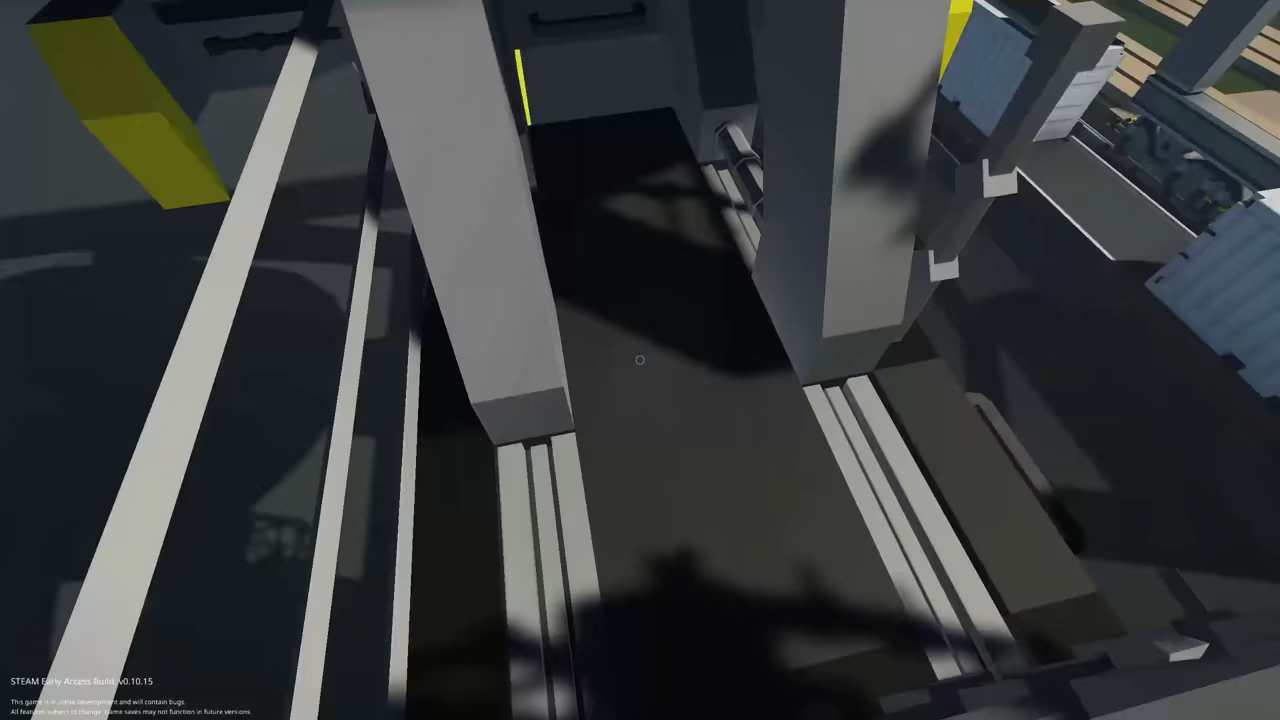 STEAM Early Access Build: v0.10.15
This game is in active development and will contain bugs.
All features subject to change. Game saves may not function in future versions.